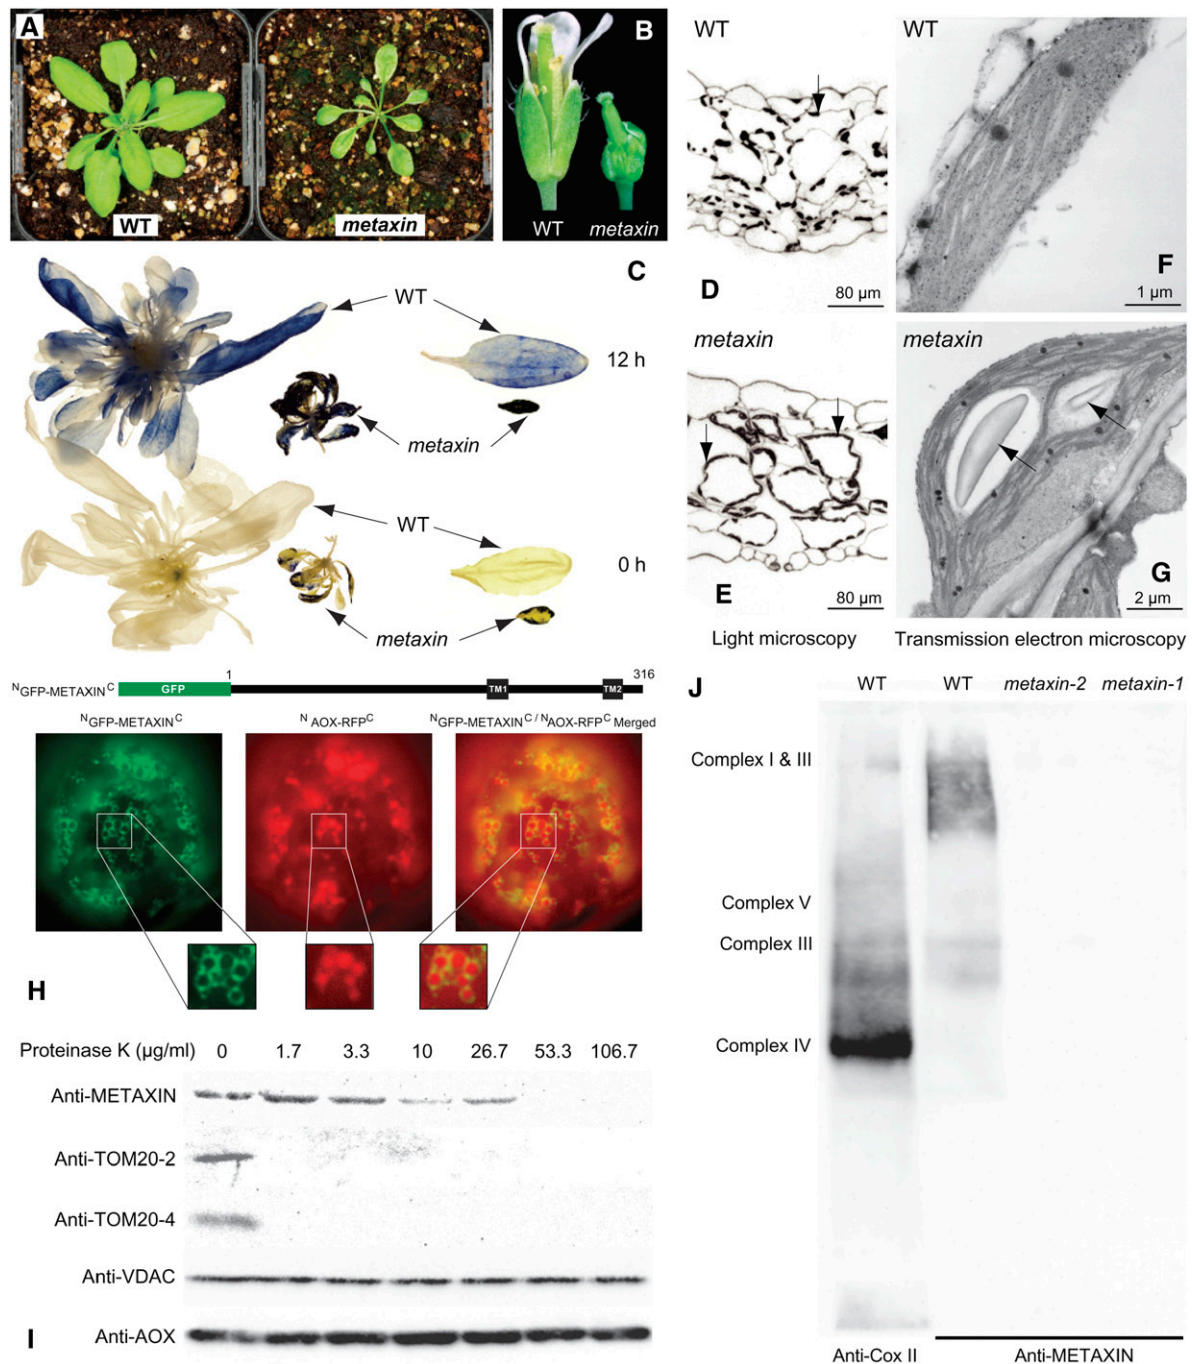 A
WT
metaxin
B
WT metaxin
C
WT
12 h
metaxin
WT
0 h
metaxin
WT
D
80 µm
metaxin
E
80 µm
Light microscopy
WT
F
1 µm
metaxin
G
2 µm
Transmission electron microscopy
1
316
NGFP-METAXINC
GFP
TM1
TM2
NGFP-METAXINC
N AOX-RFPC
NGFP-METAXINC / NAOX-RFPC Merged
H
Proteinase K (µg/ml) 0 1.7 3.3 10 26.7 53.3 106.7
Anti-METAXIN
Anti-TOM20-2
Anti-TOM20-4
Anti-VDAC
I
Anti-AOX
J
WT WT metaxin-2 metaxin-1
Complex I & III
Complex V
Complex III
Complex IV
Anti-Cox II Anti-METAXIN